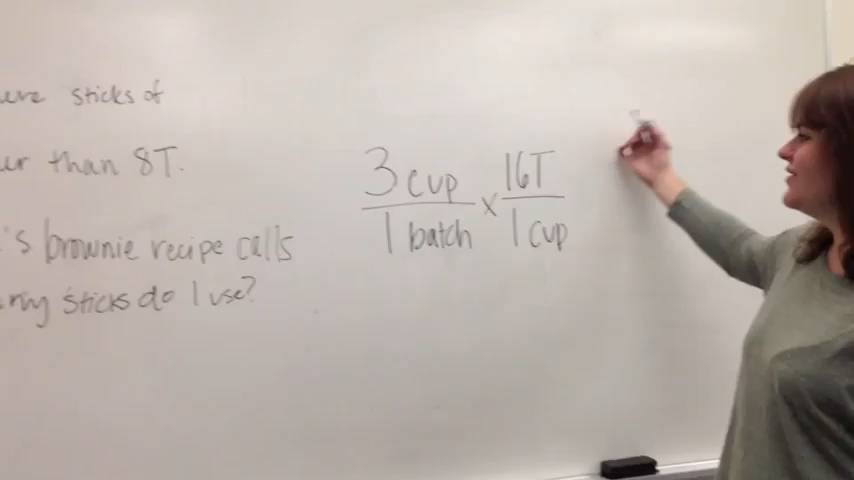 sticks of
than 8T.
's brownie recipe calls
sticks do I use?
3 cup
1 batch
x
16T
1 cup